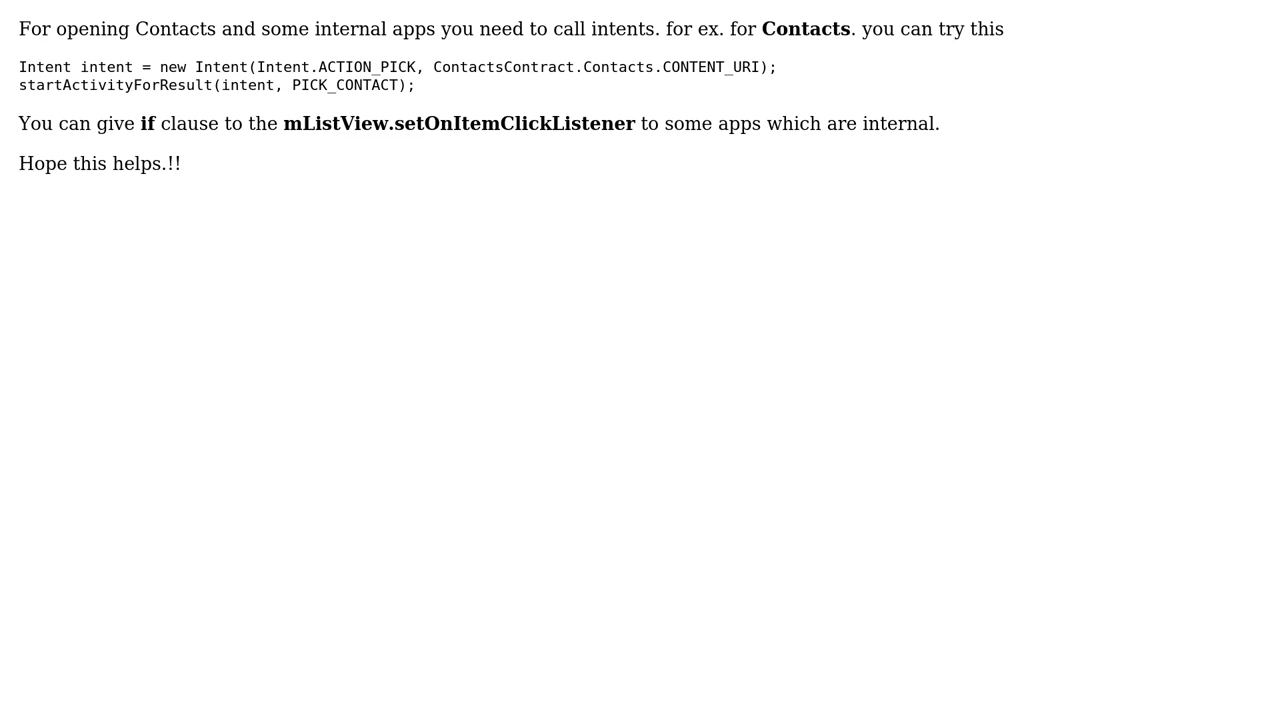 For opening Contacts and some internal apps you need to call intents. for ex. for Contacts. you can try this
Intent intent = new Intent(Intent.ACTION_PICK, ContactsContract.Contacts.CONTENT_URI);
startActivityForResult(intent, PICK_CONTACT);
You can give if clause to the mListView.setOnItemClickListener to some apps which are internal.
Hope this helps.!!